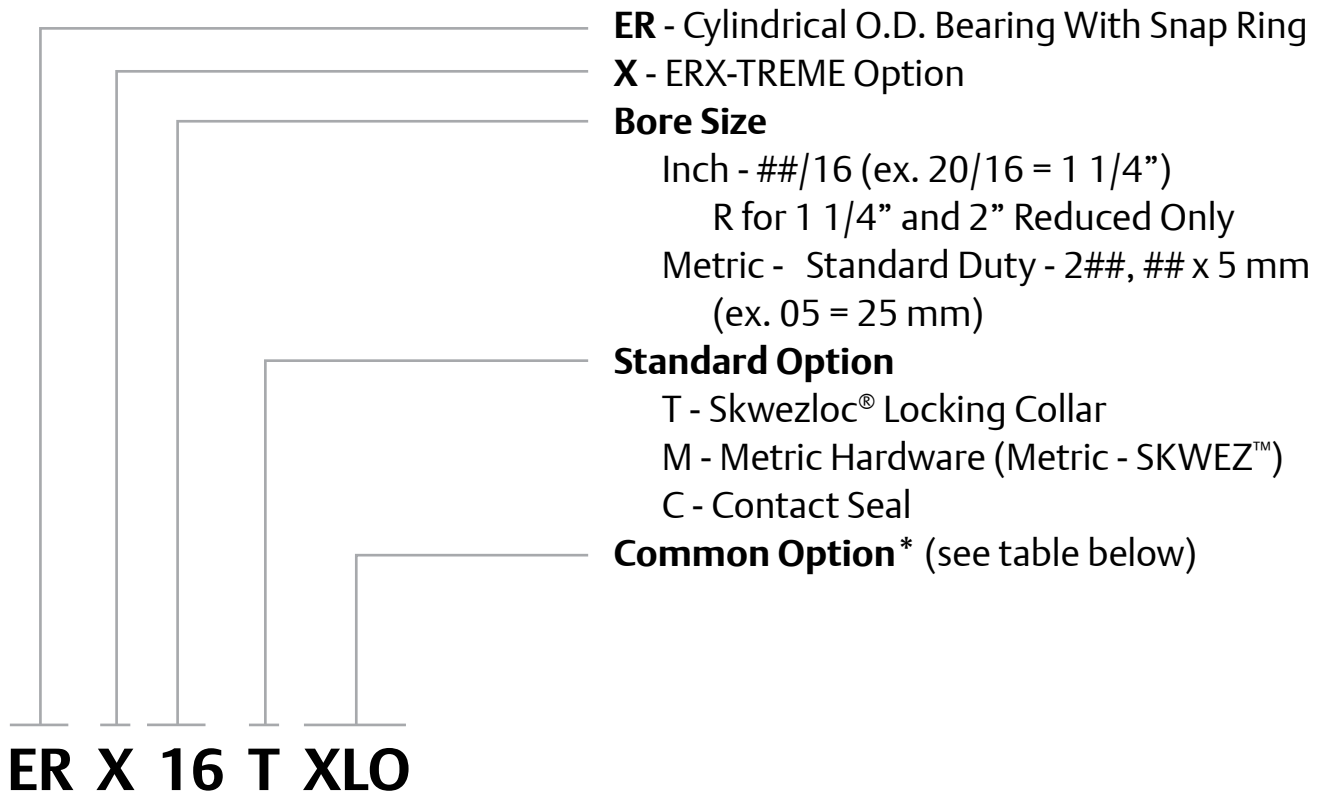 ER - Cylindrical O.D. Bearing With Snap Ring
X - ERX-TREME Option
Bore Size
Inch - ##/16 (ex. 20/16 = 1 1/4”)
R for 1 1/4” and 2” Reduced Only
Metric - Standard Duty - 2##, ## x 5 mm
(ex. 05 = 25 mm)
Standard Option
T - Skwezloc® Locking Collar
M - Metric Hardware (Metric - SKWEZ™)
C - Contact Seal
Common Option* (see table below)
ER X 16 T XLO